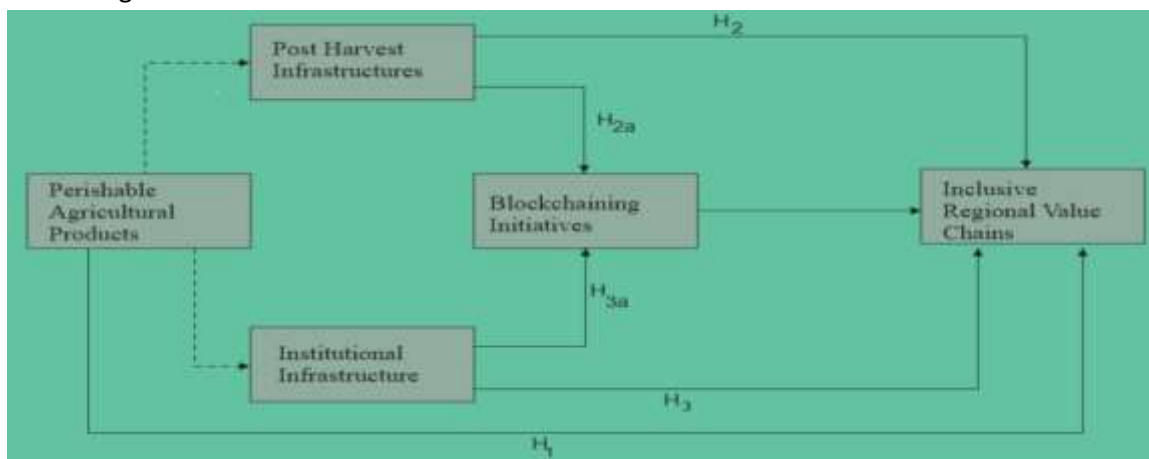 H2
Post Harvest
Infrastructures
H2a
Perishable
Agricultural
Products
Blockchaining
Initiatives
Inclusive
Regional Value
Chains
H3a
Institutional
Infrastructure
H3
H1